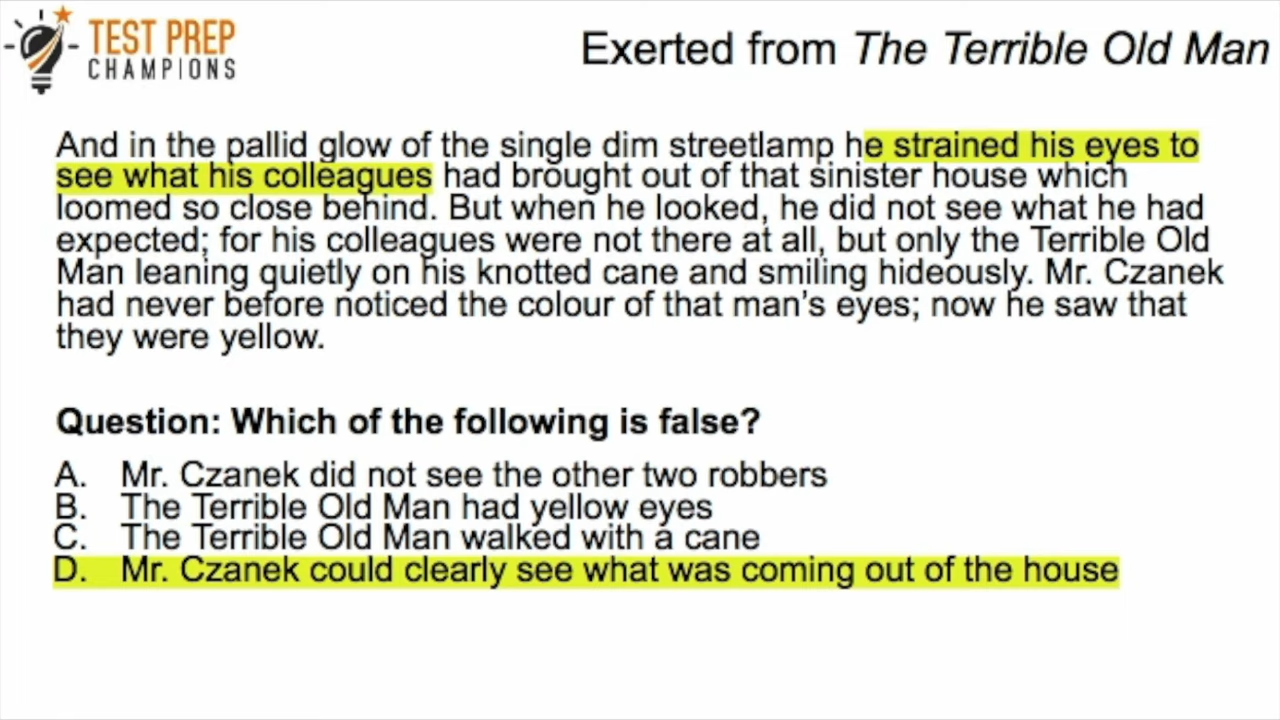 TEST PREP
CHAMPIONS
Exerted from The Terrible Old Man
And in the pallid glow of the single dim streetlamp he strained his eyes to
see what his colleagues had brought out of that sinister house which
loomed so close behind. But when he looked, he did not see what he had
expected; for his colleagues were not there at all, but only the Terrible Old
Man leaning quietly on his knotted cane and smiling hideously. Mr. Czanek
had never before noticed the colour of that man’s eyes; now he saw that
they were yellow.
Question: Which of the following is false?
A. Mr. Czanek did not see the other two robbers
B. The Terrible Old Man had yellow eyes
C. The Terrible Old Man walked with a cane
D. Mr. Czanek could clearly see what was coming out of the house